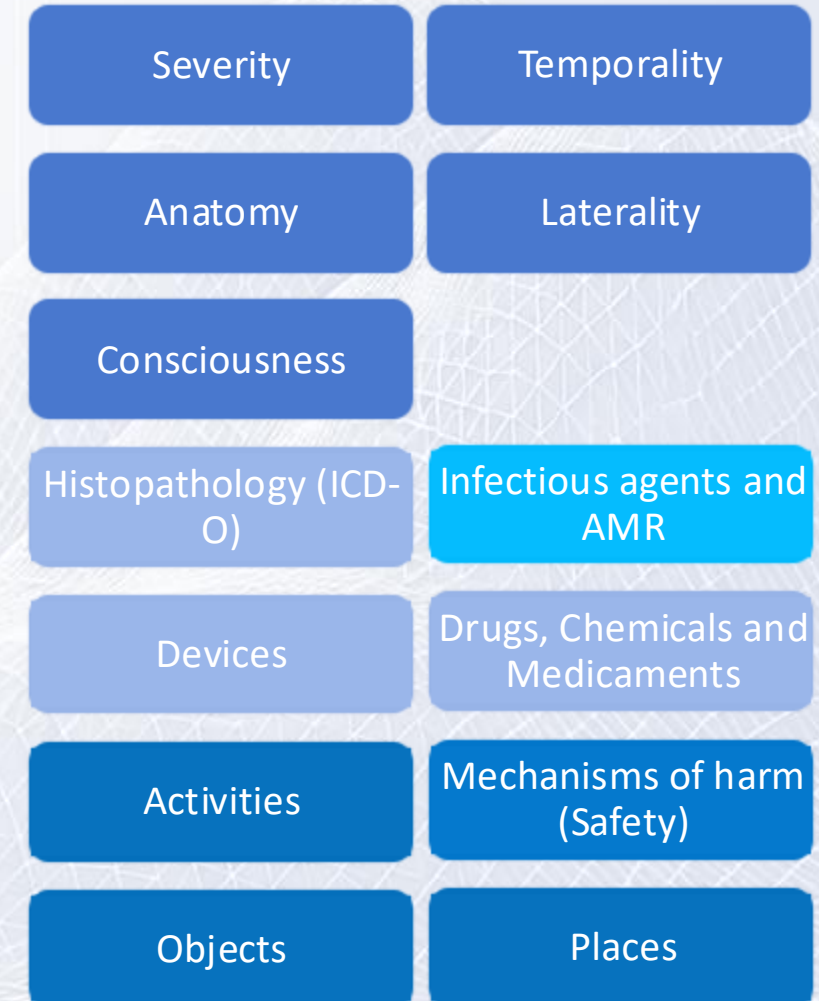 Severity
Temporality
Anatomy
Laterality
Consciousness
Histopathology (ICD-
O)
Infectious agents and
AMR
Devices
Drugs, Chemicals and
Medicaments
Activities
Mechanisms of harm
(Safety)
Objects
Places